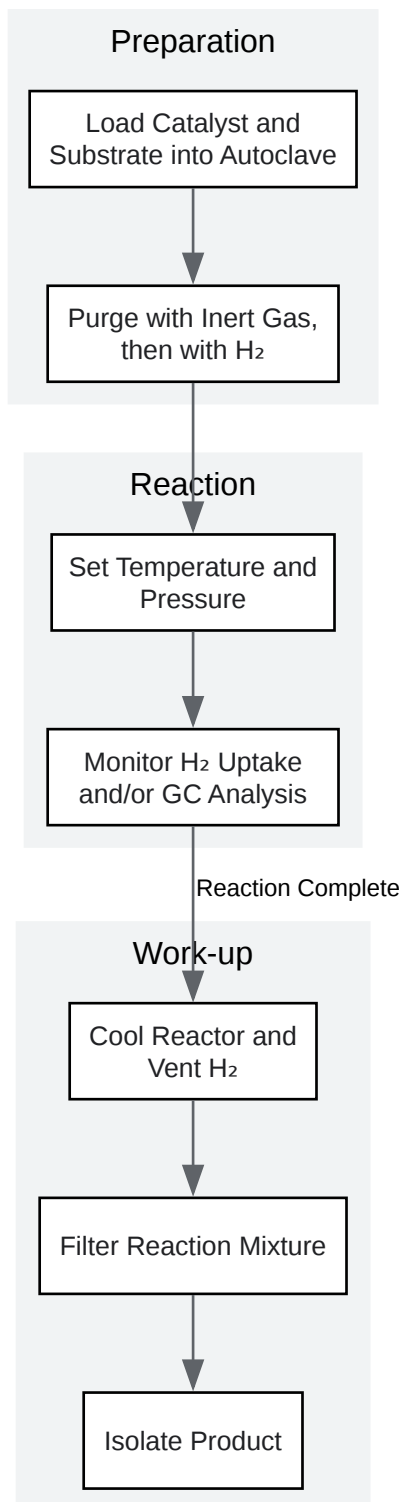 Preparation
Load Catalyst and
Substrate into Autoclave
Purge with Inert Gas,
then with H₂
Reaction
Set Temperature and
Pressure
Monitor H₂ Uptake
and/or GC Analysis
Reaction Complete
Work-up
Cool Reactor and
Vent H₂
Filter Reaction Mixture
Isolate Product